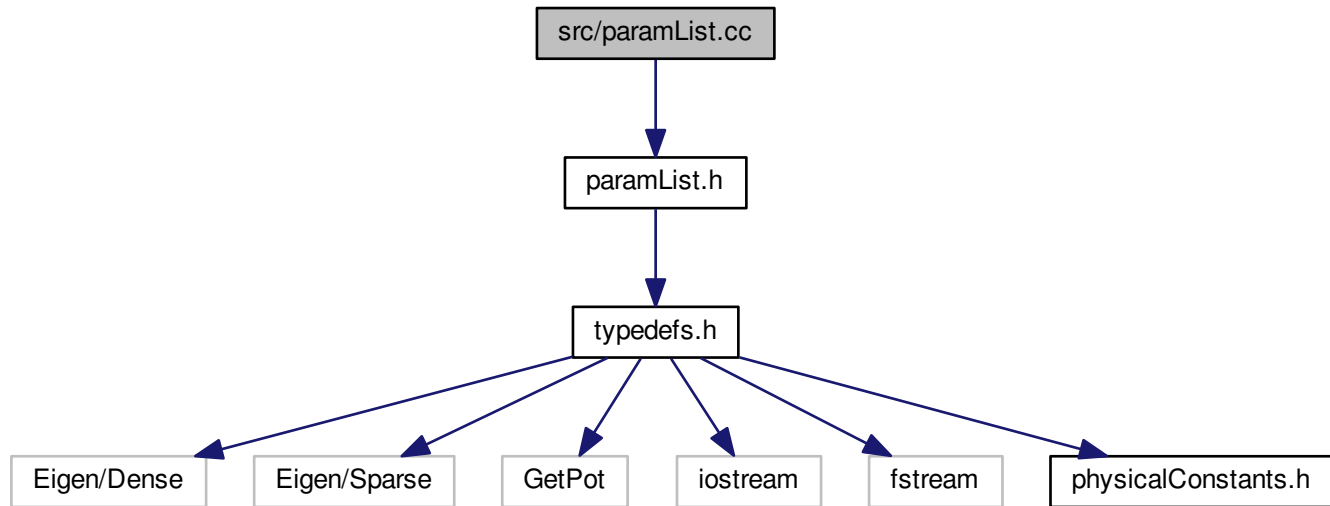 src/paramList.cc
paramList.h
typedefs.h
Eigen/Dense
Eigen/Sparse
GetPot
iostream
fstream
physicalConstants.h